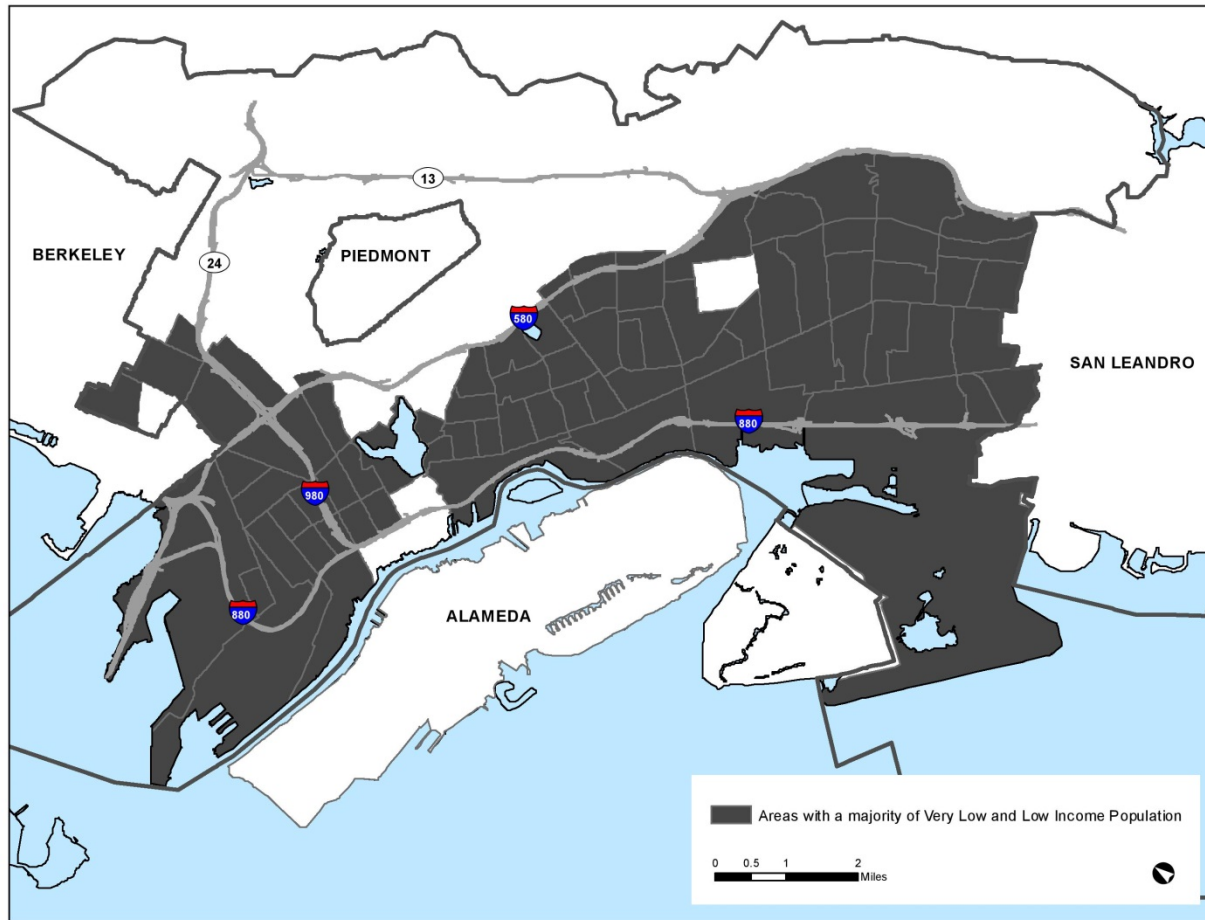 13
BERKELEY
PIEDMONT
24
580
SAN LEANDRO
880
980
880
ALAMEDA
Areas with a majority of Very Low and Low Income Population
0 0.5 1 2
Miles